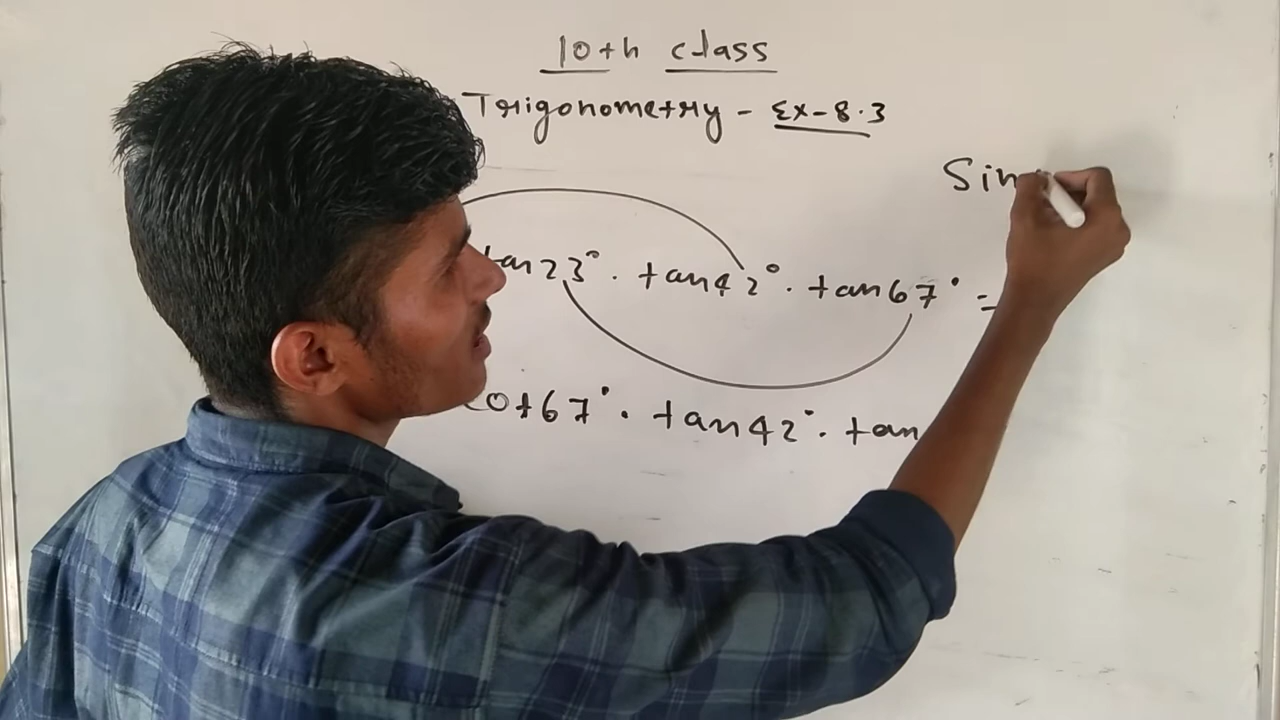 10th class
Trigonometry - Ex-8.3
Sin
tan23° . tan42° . tan67° =
cot67° . tan42° . tan